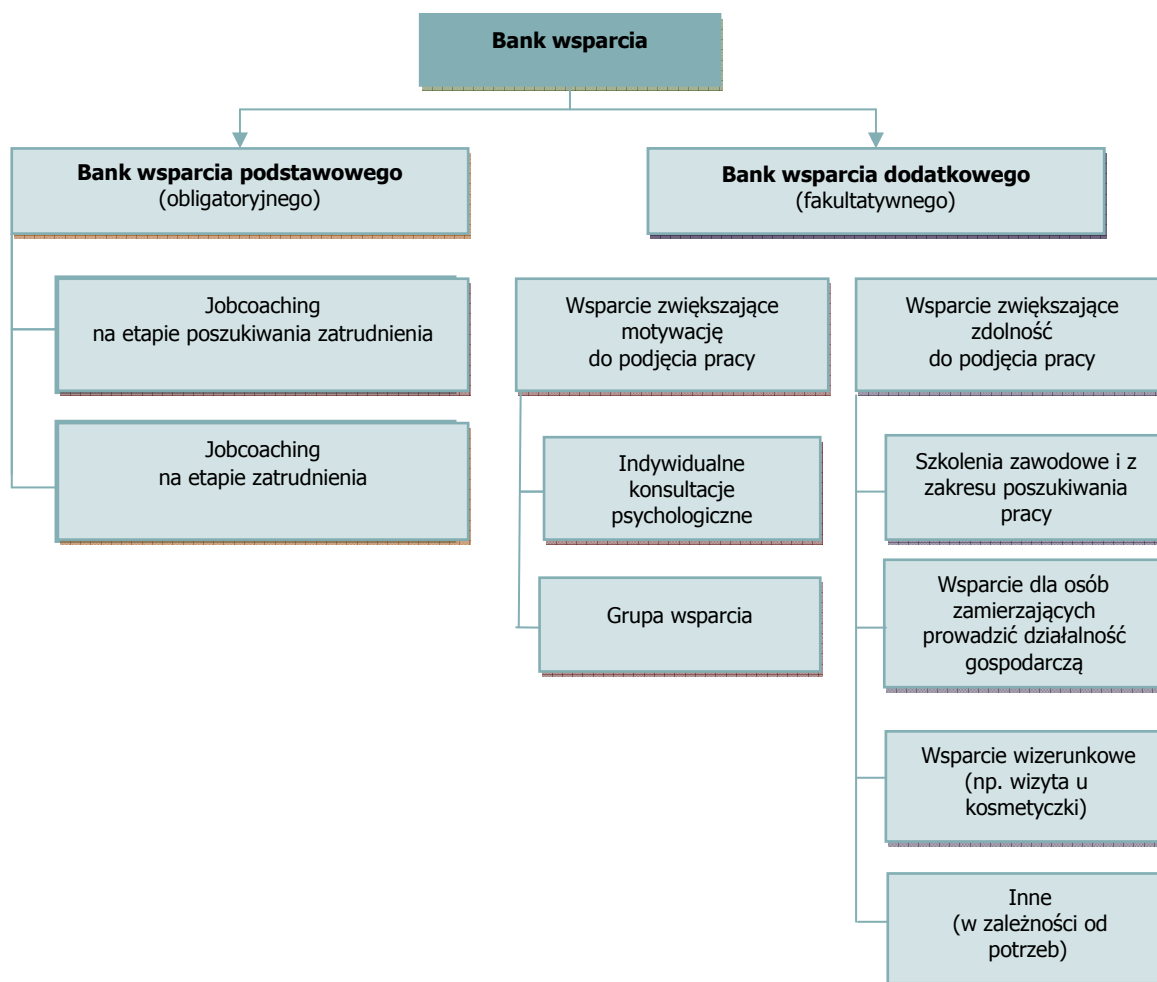 Bank wsparcia
Bank wsparcia podstawowego
(obligatoryjnego)
Bank wsparcia dodatkowego
(fakultatywnego)
Jobcoaching
na etapie poszukiwania zatrudnienia
Jobcoaching
na etapie zatrudnienia
Wsparcie zwiększające
motywację
do podjęcia pracy
Indywidualne
konsultacje
psychologiczne
Grupa wsparcia
Wsparcie zwiększające
zdolność
do podjęcia pracy
Szkolenia zawodowe i z
zakresu poszukiwania
pracy
Wsparcie dla osób
zamierzających
prowadzić działalność
gospodarczą
Wsparcie wizerunkowe
(np. wizyta u
kosmetyczki)
Inne
(w zależności od
potrzeb)